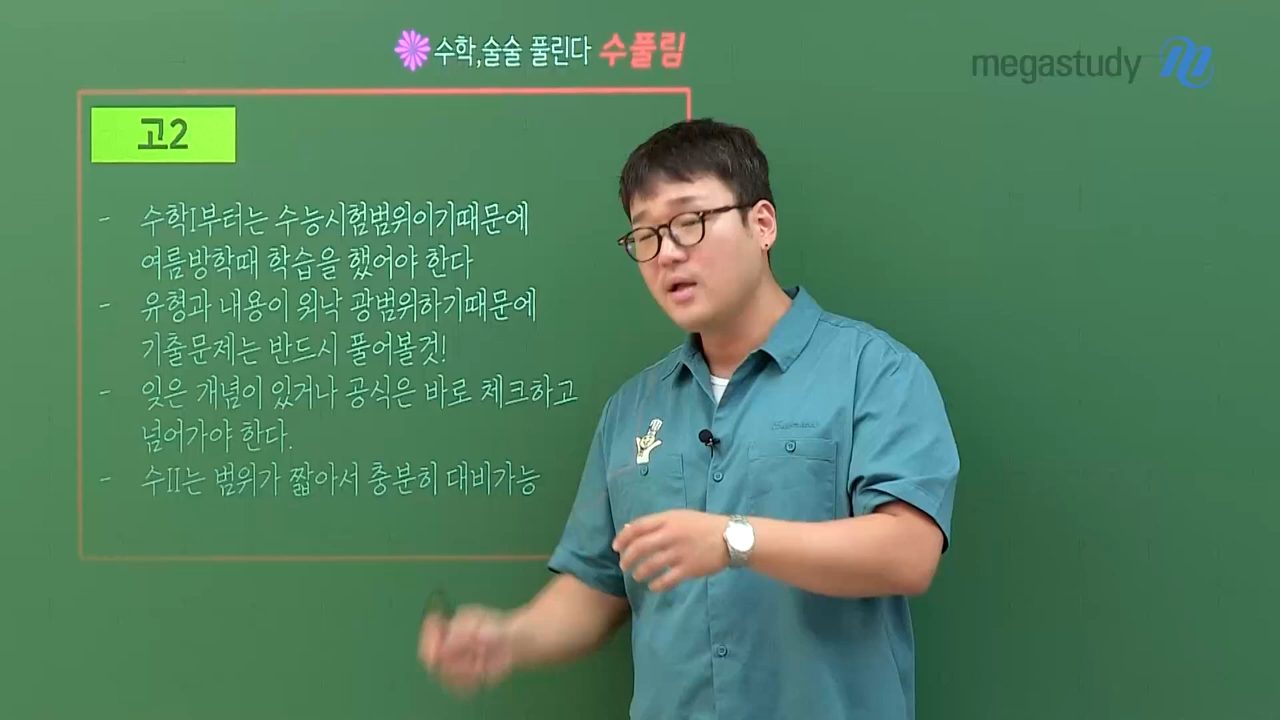 수학,술술 풀린다 수풀림
megastudy
고2
- 수학I부터는 수능시험범위이기때문에
여름방학때 학습을 했어야 한다
- 유형과 내용이 워낙 광범위하기때문에
기출문제는 반드시 풀어볼것!
- 잊은 개념이 있거나 공식은 바로 체크하고
넘어가야 한다.
- 수II는 범위가 짧아서 충분히 대비가능